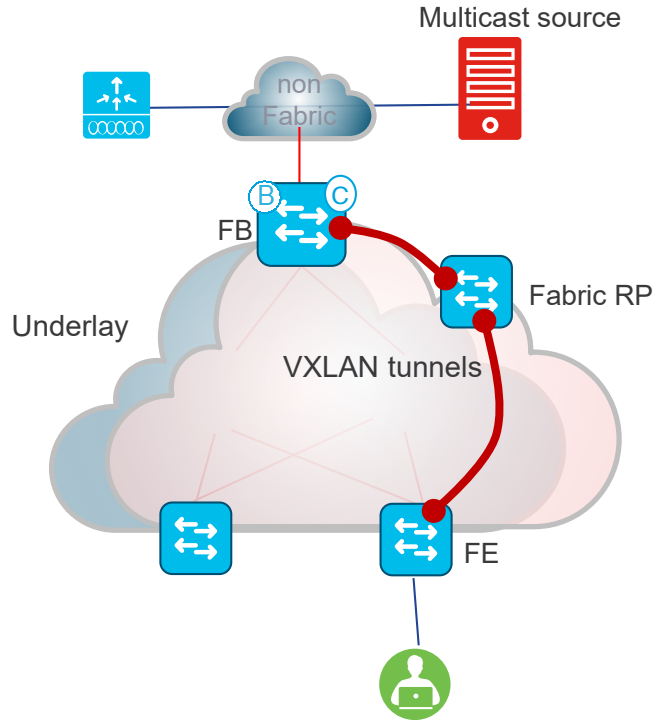 Multicast source
non
Fabric
B
C
FB
Fabric RP
Underlay
VXLAN tunnels
FE